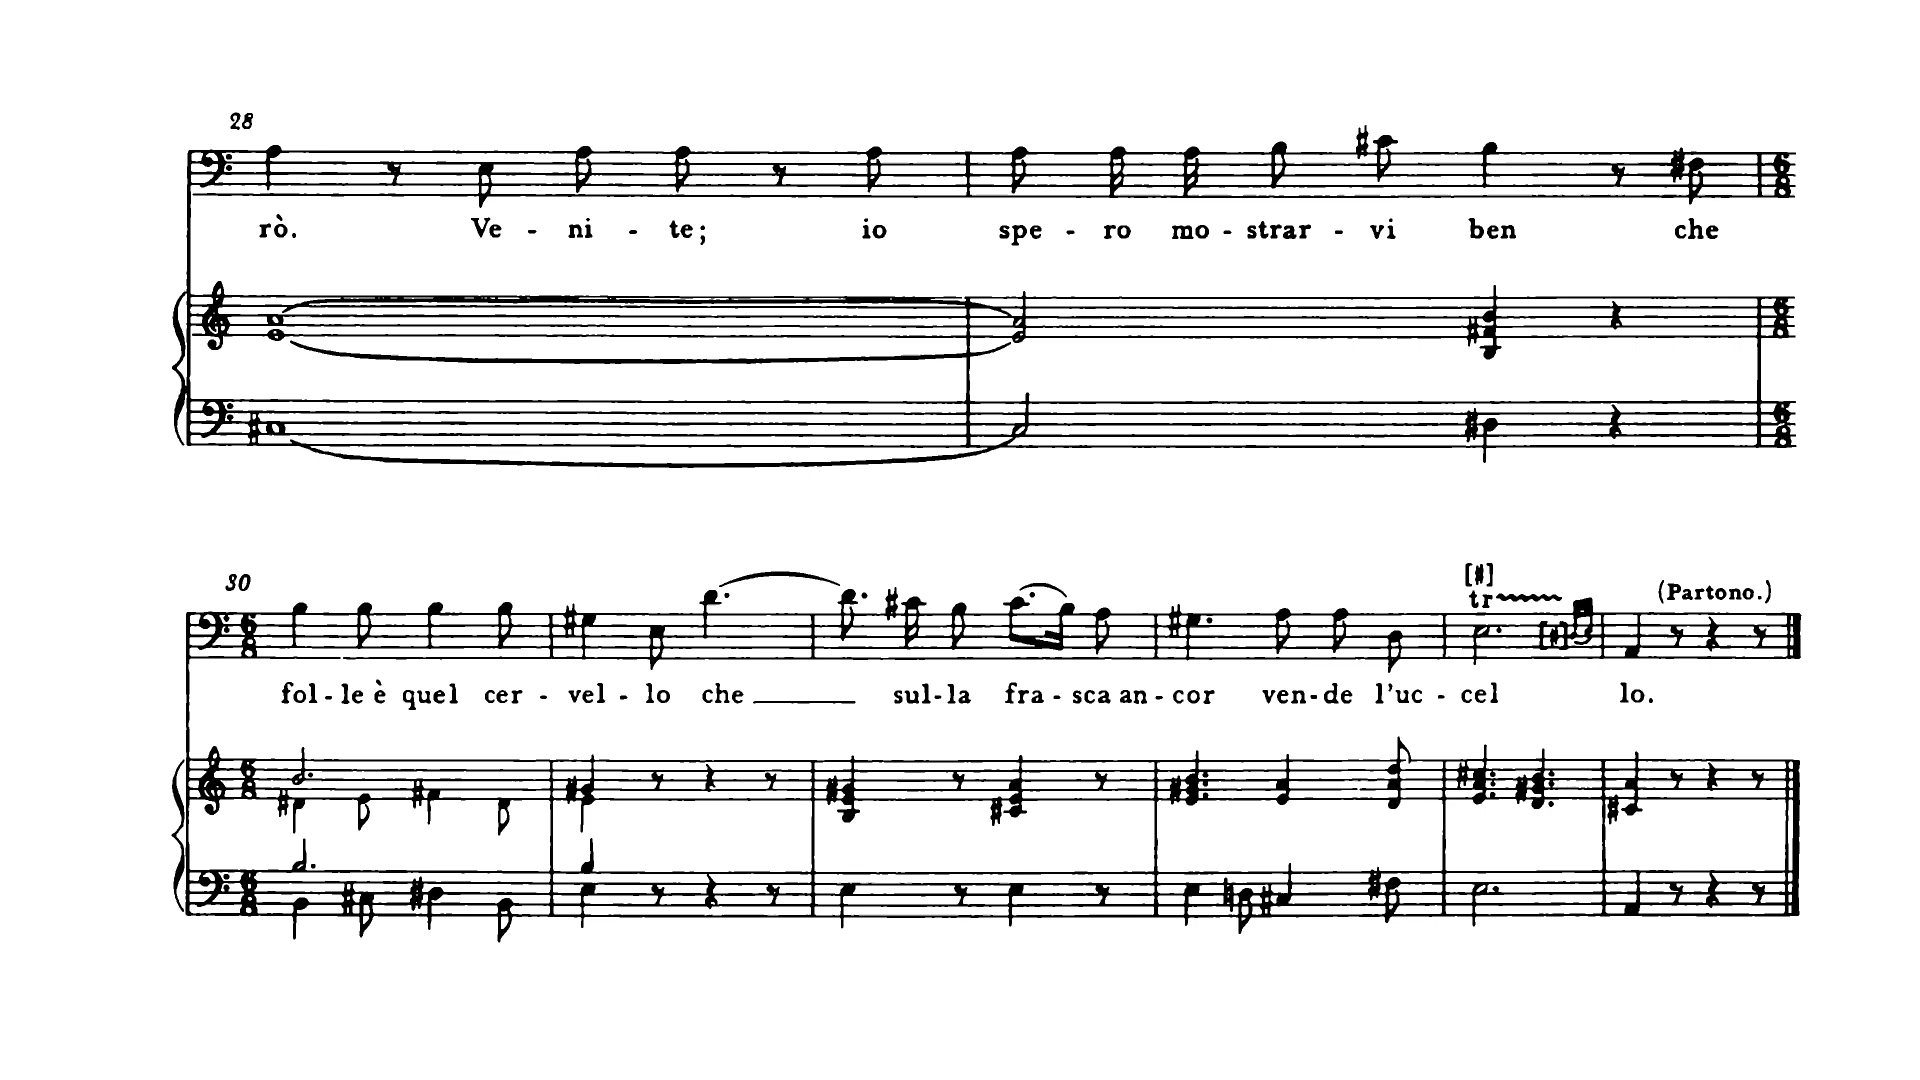 28
rò. Ve - ni - te; io spe - ro mo - strar - vi ben che
30
[#]
tr (Partono.)
[#]
fol - le è quel cer - vel - lo che sul - la fra - sca an - cor ven - de l'uc - cel lo.